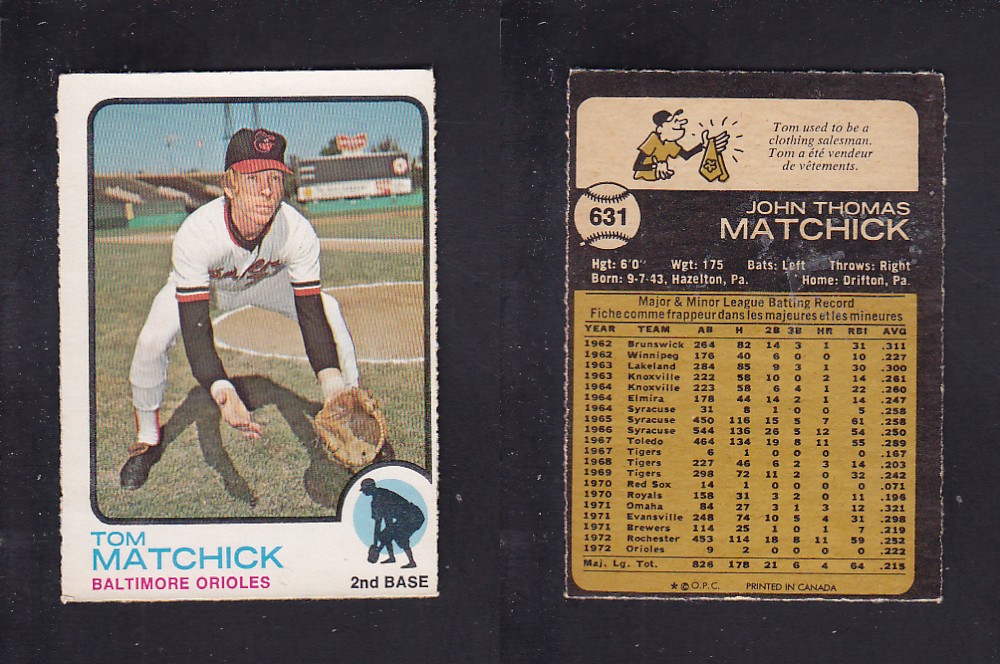 TOM
MATCHICK
BALTIMORE ORIOLES
2nd BASE
Tom used to be a
clothing salesman.
Tom a été vendeur
de vêtements.
631
JOHN THOMAS
MATCHICK
Hgt: 6'0" Wgt: 175 Bats: Left Throws: Right
Born: 9-7-43, Hazelton, Pa. Home: Drifton, Pa.
Major & Minor League Batting Record
Fiche comme frappeur dans les majeures et les mineures
YEAR TEAM AB H 2B 3B HR RBI AVG
1962 Brunswick 264 82 14 3 1 31 .311
1962 Winnipeg 176 40 6 0 0 10 .227
1963 Lakeland 284 85 9 3 1 30 .300
1963 Knoxville 222 58 10 0 2 14 .261
1964 Knoxville 223 58 6 4 1 22 .260
1964 Elmira 178 44 14 2 1 14 .247
1964 Syracuse 31 8 1 0 0 5 .258
1965 Syracuse 450 116 15 5 7 61 .258
1966 Syracuse 544 136 26 5 12 54 .250
1967 Toledo 464 134 19 8 11 55 .289
1967 Tigers 6 1 0 0 0 0 .167
1968 Tigers 227 46 6 2 3 14 .203
1969 Tigers 298 72 11 2 0 32 .242
1970 Red Sox 14 1 0 0 0 0 .071
1970 Royals 158 31 3 2 0 11 .196
1971 Omaha 84 27 3 1 3 12 .321
1971 Evansville 248 74 10 5 4 31 .298
1971 Brewers 114 25 1 0 1 7 .219
1972 Rochester 453 114 18 8 11 59 .252
1972 Orioles 9 2 0 0 0 0 .222
Maj. Lg. Tot. 826 178 21 6 4 64 .215
★ © O.P.C. PRINTED IN CANADA